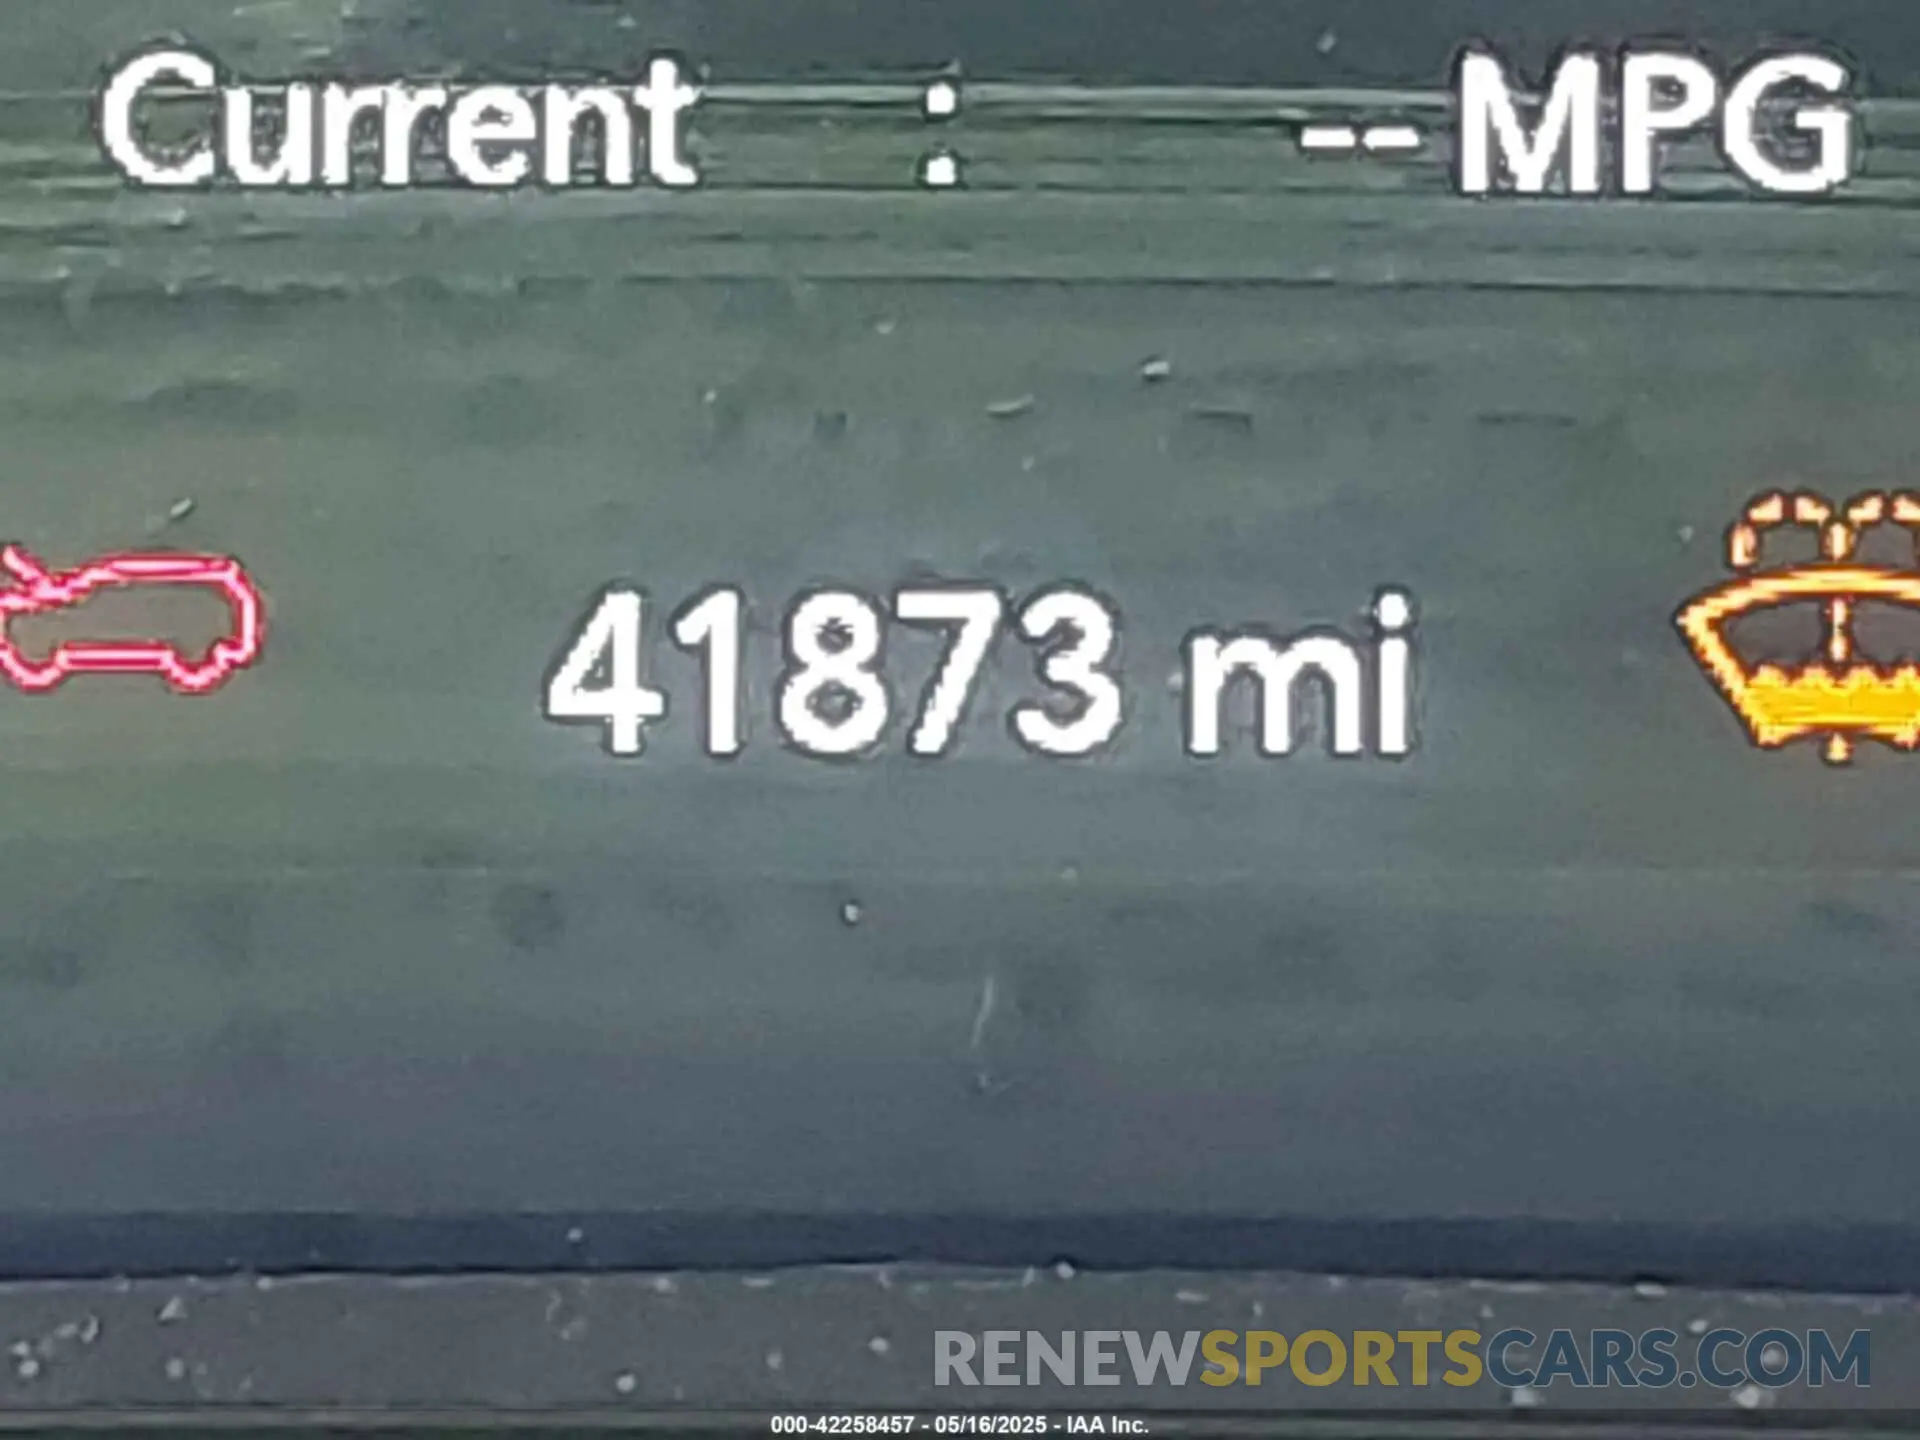 Current : -- MPG
41873 mi
RENEWSPORTSCARS.COM
000-42258457 - 05/16/2025 - IAA Inc.